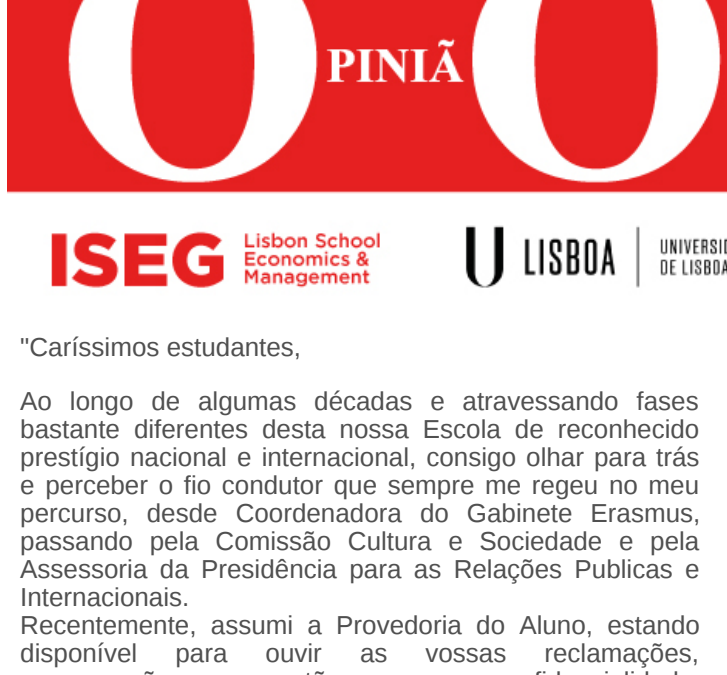 OPINIÃO
ISEG Lisbon School
Economics &
Management
U LISBOA
DE LISBOA
"Caríssimos estudantes,
Ao longo de algumas décadas e atravessando fases
bastante diferentes desta nossa Escola de reconhecido
prestígio nacional e internacional, consigo olhar para trás
e perceber o fio condutor que sempre me regeu no meu
percurso, desde Coordenadora do Gabinete Erasmus,
passando pela Comissão Cultura e Sociedade e pela
Assessoria da Presidência para as Relações Publicas e
Internacionais.
Recentemente, assumi a Provedoria do Aluno, estando
disponível para ouvir as vossas reclamações,